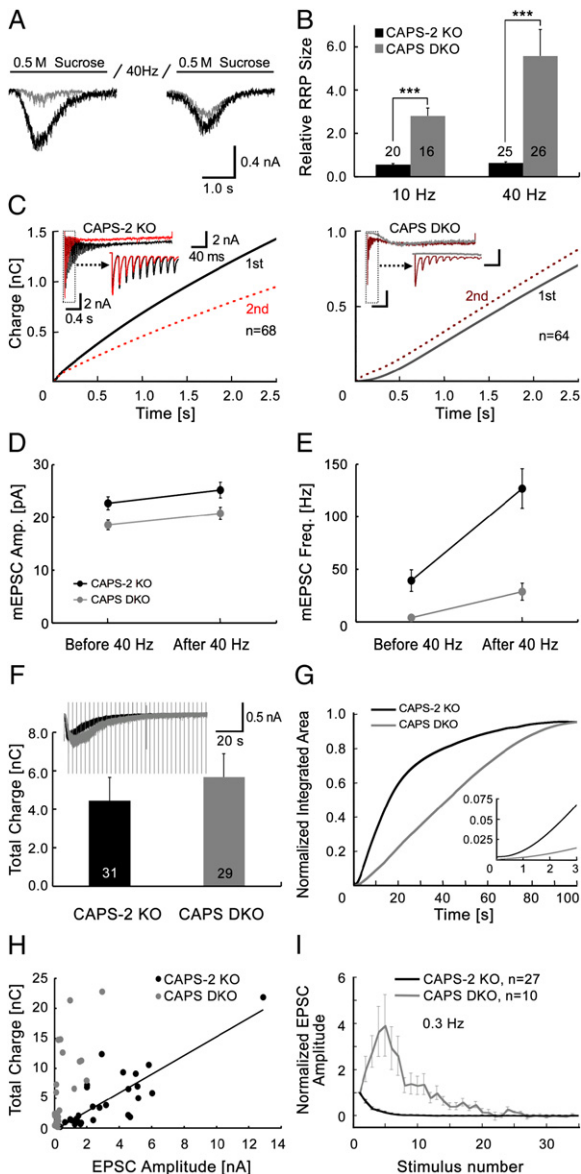 A
0.5 M Sucrose / 40Hz / 0.5 M Sucrose
0.4 nA
1.0 s
B
CAPS-2 KO
CAPS DKO
Relative RRP Size
6.0
4.0
2.0
0.0
***
***
20
16
25
26
10 Hz
40 Hz
C
CAPS-2 KO
2 nA
40 ms
2 nA
0.4 s
1st
2nd
n=68
Charge [nC]
1.5
1.0
0.5
0
0.5 1.0 1.5 2.0 2.5
Time [s]
CAPS DKO
2nd
1st
n=64
1.0
0.5
0
0 0.5 1.0 1.5 2.0 2.5
Time [s]
D
mEPSC Amp. [pA]
30
20
10
0
CAPS-2 KO
CAPS DKO
Before 40 Hz
After 40 Hz
E
mEPSC Freq. [Hz]
150
100
50
0
Before 40 Hz
After 40 Hz
F
Total Charge [nC]
8.0
6.0
4.0
2.0
0.0
0.5 nA
20 s
31
29
CAPS-2 KO
CAPS DKO
G
CAPS-2 KO
CAPS DKO
Normalized Integrated Area
1.0
0.8
0.6
0.4
0.2
0
20 40 60 80 100
Time [s]
0.075
0.050
0.025
0 1 2 3
H
CAPS-2 KO
CAPS DKO
Total Charge [nC]
25
20
15
10
5
0
0 2 4 6 8 10 12 14
EPSC Amplitude [nA]
I
CAPS-2 KO, n=27
CAPS DKO, n=10
0.3 Hz
Normalized EPSC
Amplitude
6
4
2
0
0 10 20 30
Stimulus number